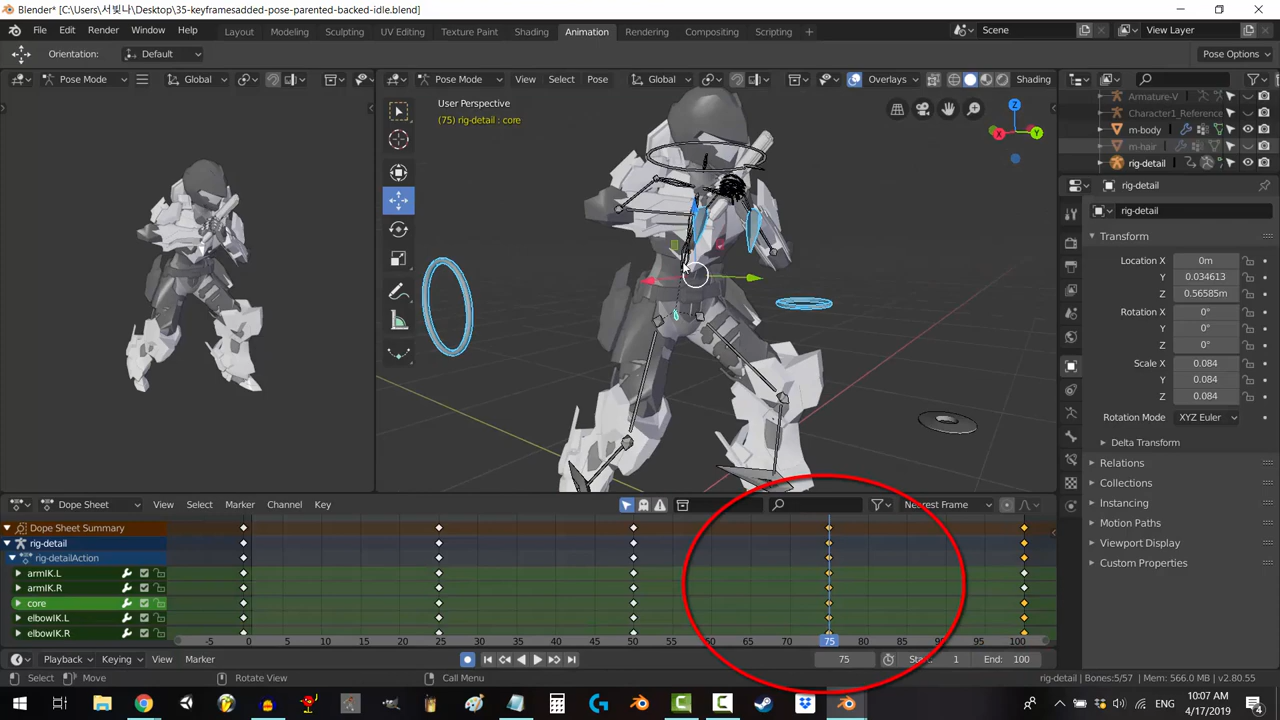 Blender* [C:\Users\서빛나\Desktop\35-keyframesadded-pose-parented-backed-idle.blend]
File Edit Render Window Help Layout Modeling Sculpting UV Editing Texture Paint Shading Animation Rendering Compositing Scripting + Scene View Layer
Orientation: Default Pose Options
Pose Mode Global Pose Mode View Select Pose Global Overlays Shading
User Perspective
(75) rig-detail : core
Z
X
Y
Armature-V
Character1_Reference
m-body
m-hair
rig-detail
rig-detail
rig-detail
Transform
Location X 0m
Y 0.034613
Z 0.56585m
Rotation X 0°
Y 0°
Z 0°
Scale X 0.084
Y 0.084
Z 0.084
Rotation Mode XYZ Euler
Delta Transform
Relations
Collections
Instancing
Motion Paths
Viewport Display
Custom Properties
Dope Sheet View Select Marker Channel Key Nearest Frame
Dope Sheet Summary
rig-detail
rig-detailAction
armIK.L
armIK.R
core
elbowIK.L
elbowIK.R
-5 0 5 10 15 20 25 30 35 40 45 50 55 60 65 70 75 80 85 90 95 100
Playback Keying View Marker 75 Start: 1 End: 100
Select Move Rotate View Call Menu rig-detail | Bones:5/57 | Mem: 566.0 MB | v2.80.55
ENG 10:07 AM
4/17/2019
4